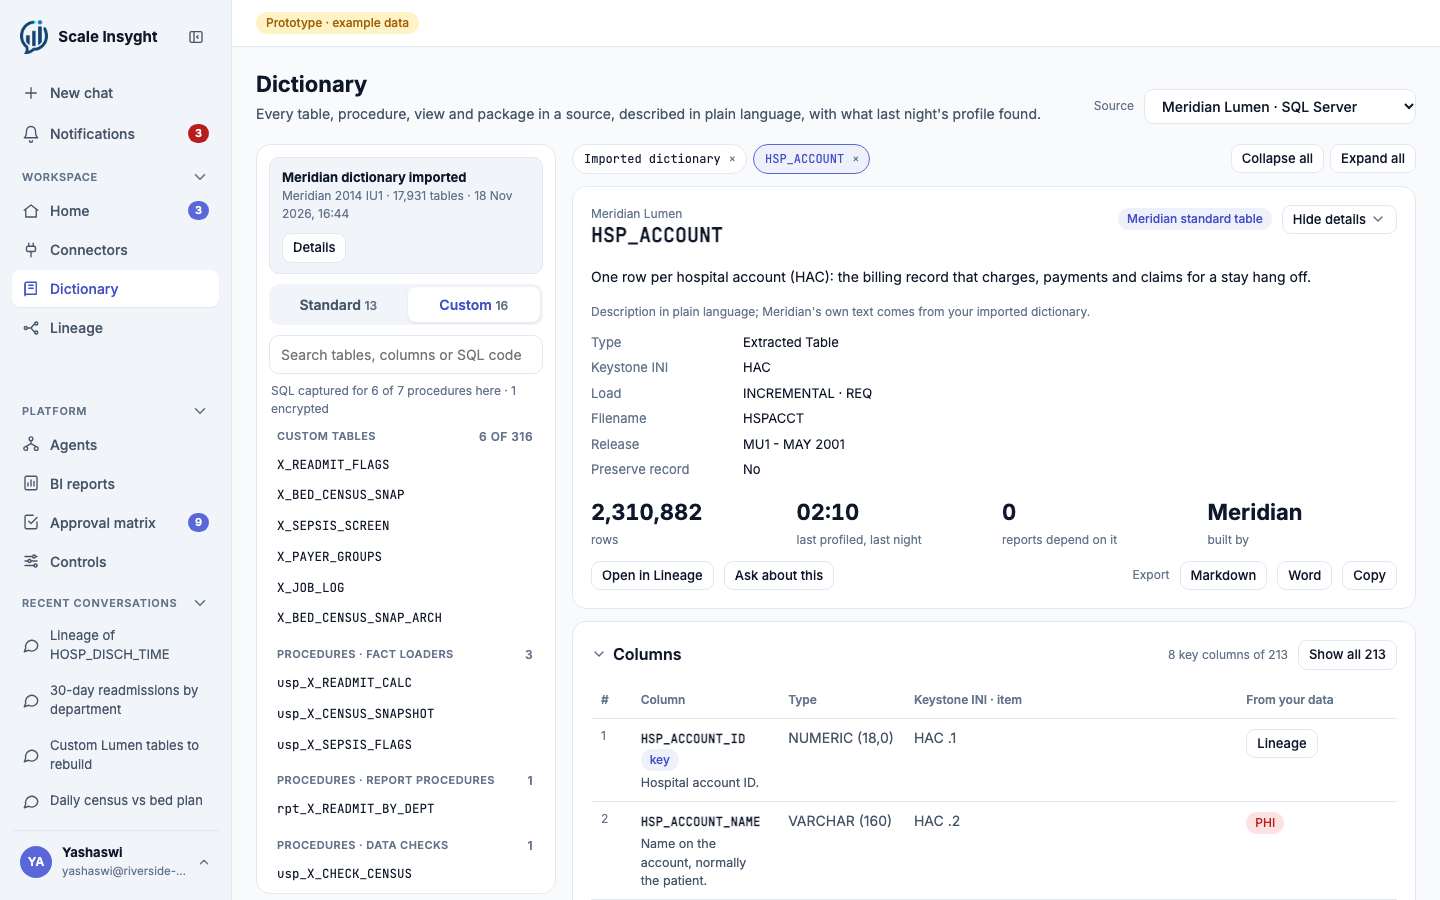 Scale Insyght
New chat
Notifications 3
WORKSPACE
Home 3
Connectors
Dictionary
Lineage
PLATFORM
Agents
BI reports
Approval matrix 9
Controls
RECENT CONVERSATIONS
Lineage of
HOSP_DISCH_TIME
30-day readmissions by
department
Custom Lumen tables to
rebuild
Daily census vs bed plan
YA
Yashaswi
yashaswi@riverside-...
Prototype · example data
Dictionary
Every table, procedure, view and package in a source, described in plain language, with what last night's profile found.
Source
Meridian Lumen · SQL Server
Meridian dictionary imported
Meridian 2014 IU1 · 17,931 tables · 18 Nov
2026, 16:44
Details
Standard 13
Custom 16
Search tables, columns or SQL code
SQL captured for 6 of 7 procedures here · 1
encrypted
CUSTOM TABLES 6 OF 316
X_READMIT_FLAGS
X_BED_CENSUS_SNAP
X_SEPSIS_SCREEN
X_PAYER_GROUPS
X_JOB_LOG
X_BED_CENSUS_SNAP_ARCH
PROCEDURES · FACT LOADERS 3
usp_X_READMIT_CALC
usp_X_CENSUS_SNAPSHOT
usp_X_SEPSIS_FLAGS
PROCEDURES · REPORT PROCEDURES 1
rpt_X_READMIT_BY_DEPT
PROCEDURES · DATA CHECKS 1
usp_X_CHECK_CENSUS
Imported dictionary ×
HSP_ACCOUNT ×
Collapse all
Expand all
Meridian Lumen
HSP_ACCOUNT
Meridian standard table
Hide details
One row per hospital account (HAC): the billing record that charges, payments and claims for a stay hang off.
Description in plain language; Meridian's own text comes from your imported dictionary.
Type Extracted Table
Keystone INI HAC
Load INCREMENTAL · REQ
Filename HSPACCT
Release MU1 - MAY 2001
Preserve record No
2,310,882 02:10 0 Meridian
rows last profiled, last night reports depend on it built by
Open in Lineage
Ask about this
Export
Markdown
Word
Copy
Columns
8 key columns of 213
Show all 213
# Column Type Keystone INI · item From your data
1 HSP_ACCOUNT_ID NUMERIC (18,0) HAC .1 Lineage
key
Hospital account ID.
2 HSP_ACCOUNT_NAME VARCHAR (160) HAC .2 PHI
Name on the
account, normally
the patient.